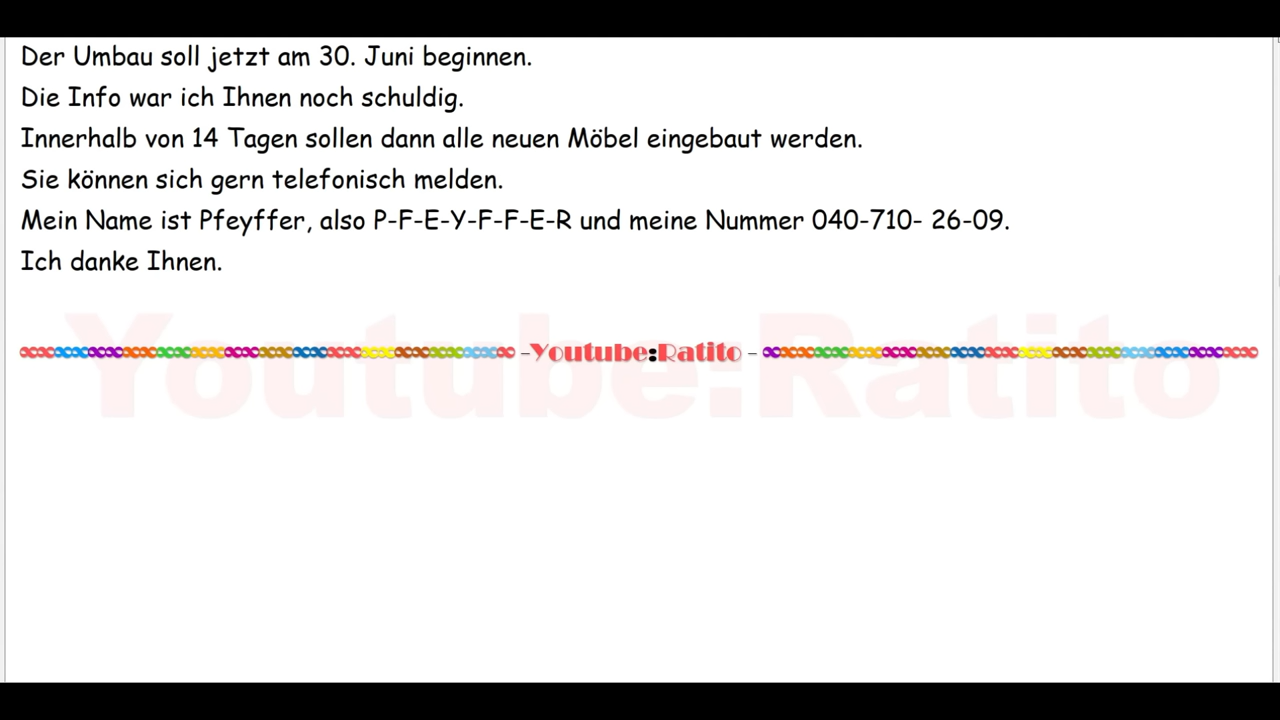 Der Umbau soll jetzt am 30. Juni beginnen.
Die Info war ich Ihnen noch schuldig.
Innerhalb von 14 Tagen sollen dann alle neuen Möbel eingebaut werden.
Sie können sich gern telefonisch melden.
Mein Name ist Pfeyffer, also P-F-E-Y-F-F-E-R und meine Nummer 040-710- 26-09.
Ich danke Ihnen.
–Youtube:Ratito –
Youtube:Ratito